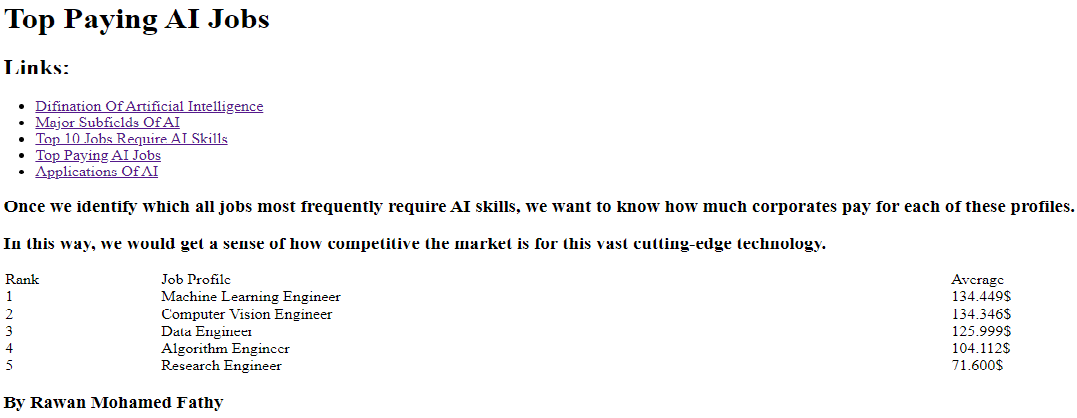 Top Paying AI Jobs
Links:
Difination Of Artificial Intelligence
Major Subfields Of AI
Top 10 Jobs Require AI Skills
Top Paying AI Jobs
Applications Of AI
Once we identify which all jobs most frequently require AI skills, we want to know how much corporates pay for each of these profiles.
In this way, we would get a sense of how competitive the market is for this vast cutting-edge technology.
Rank Job Profile Average
1 Machine Learning Engineer 134.449$
2 Computer Vision Engineer 134.346$
3 Data Engineer 125.999$
4 Algorithm Engineer 104.112$
5 Research Engineer 71.600$
By Rawan Mohamed Fathy